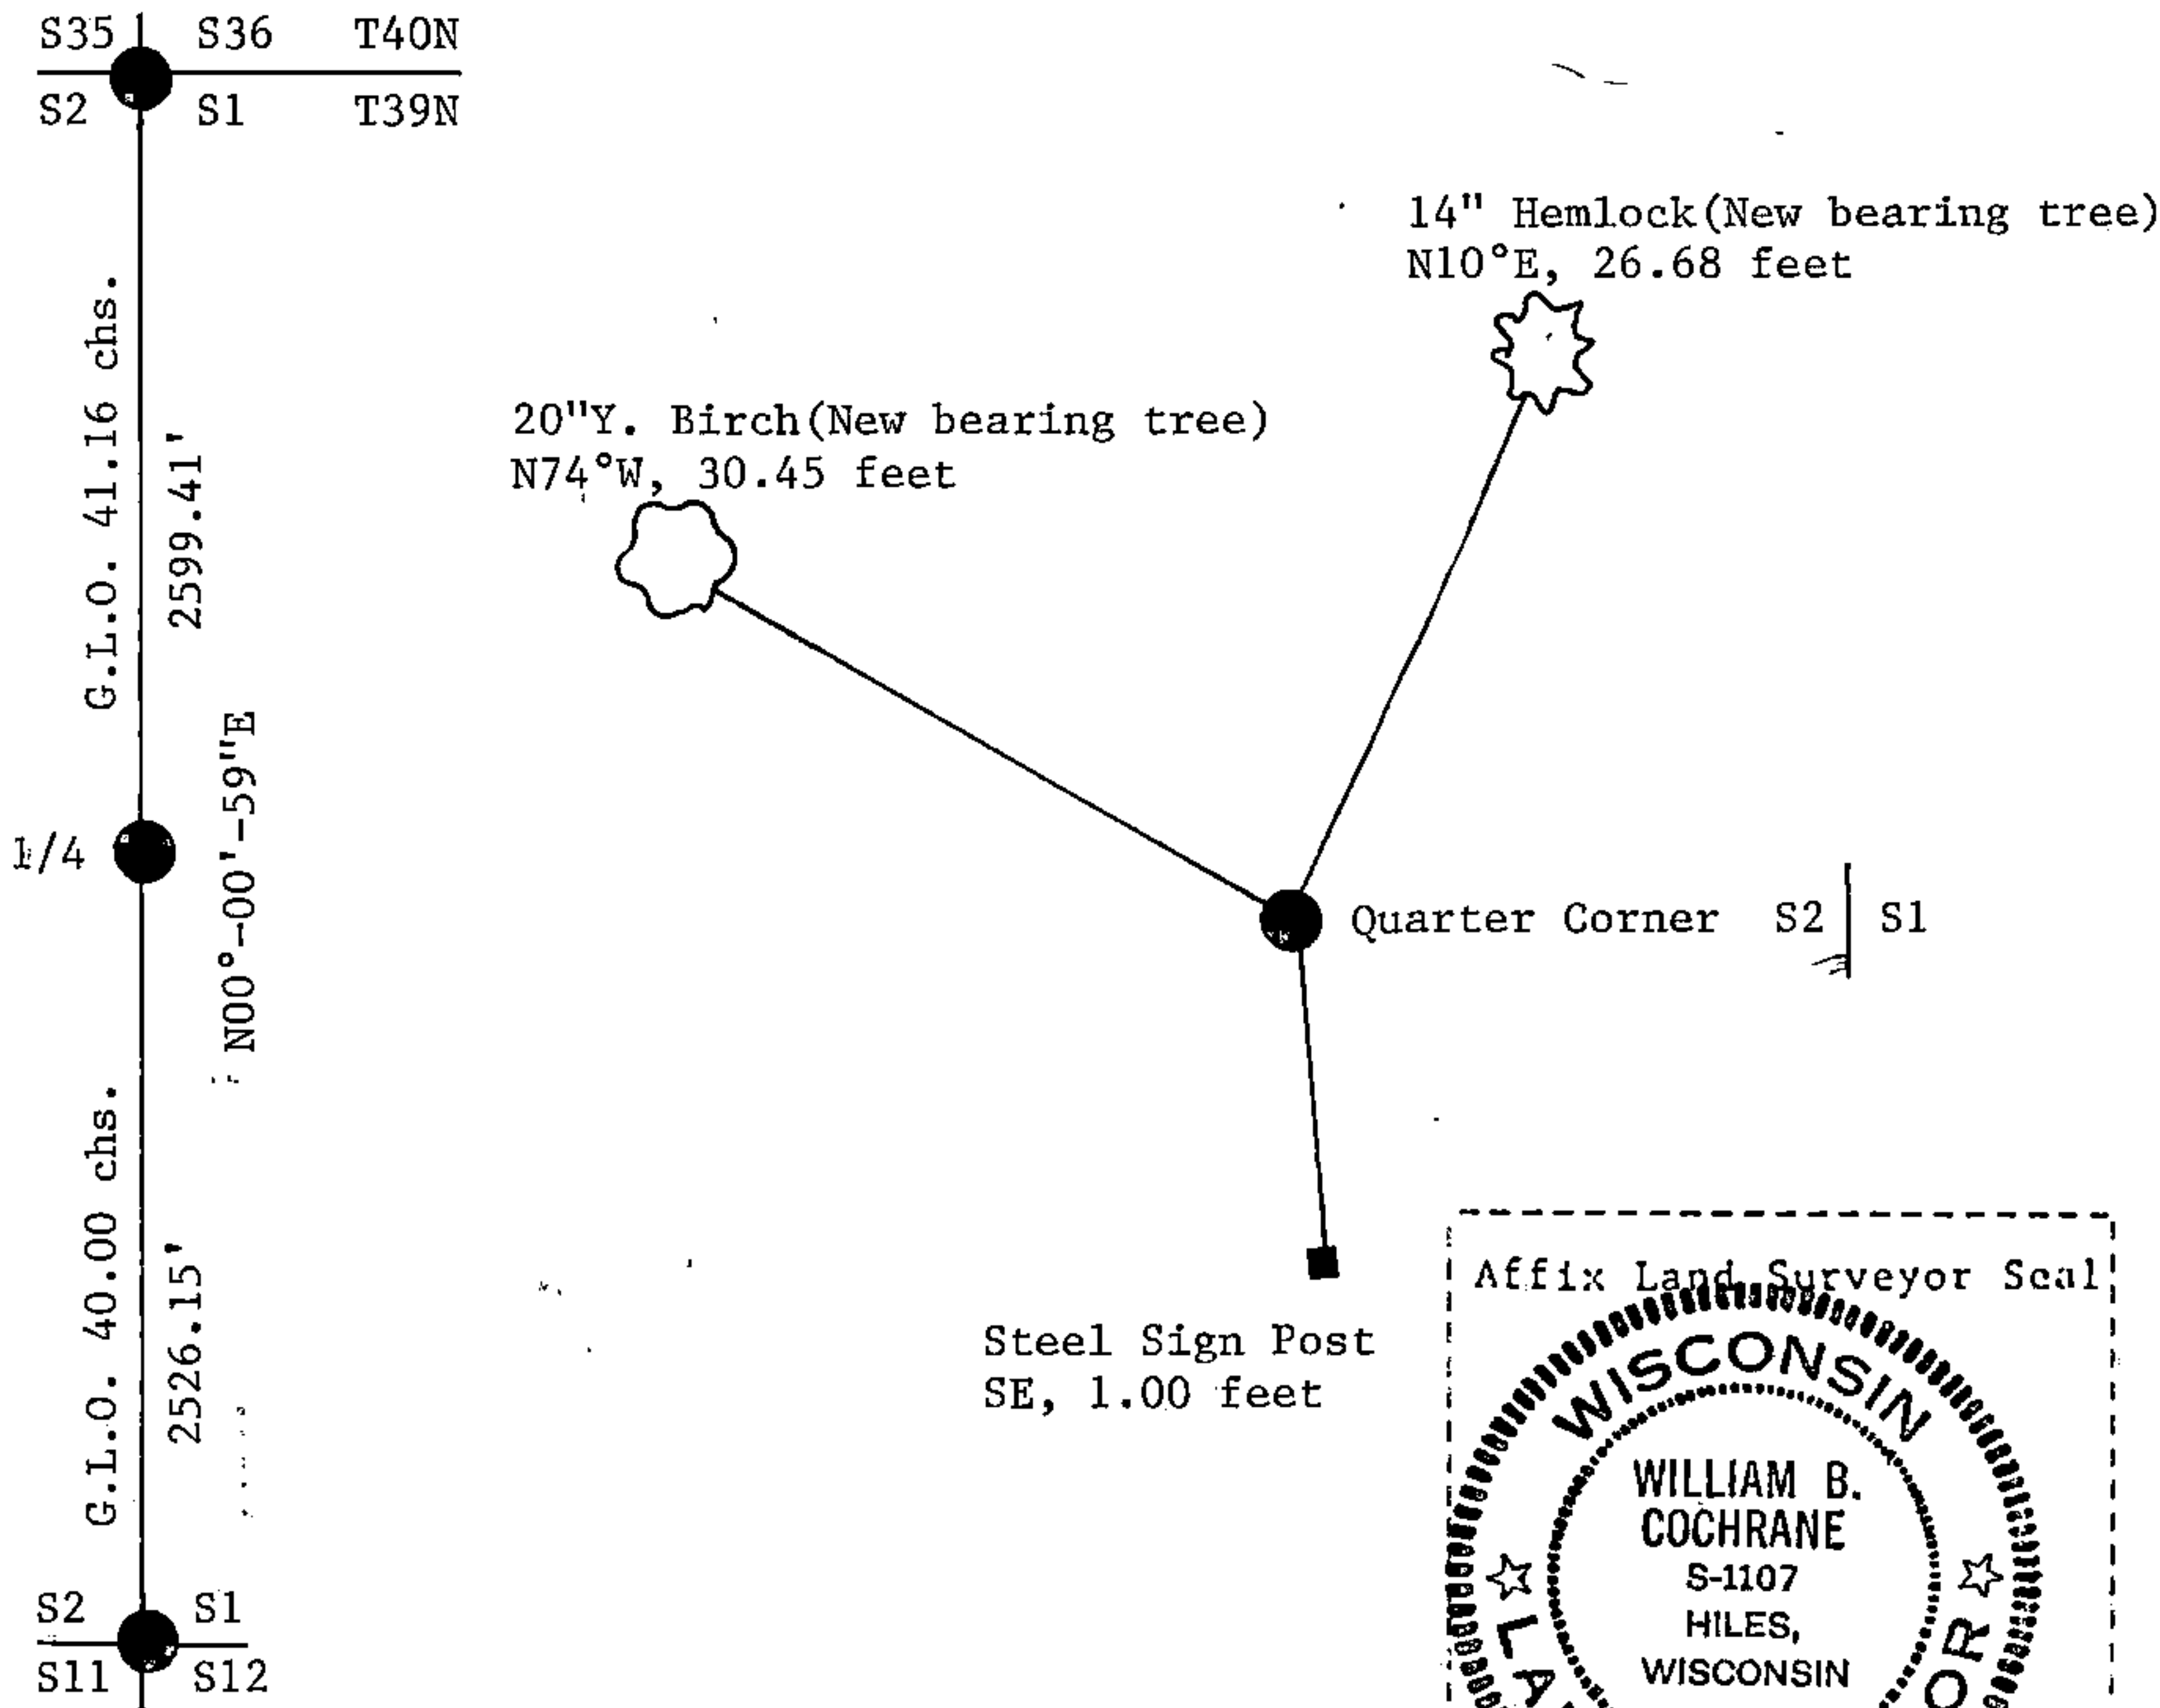 S35 S36 T40N
S2 S1 T39N
G.L.O. 41.16 chs.
2599.41'
1/4
N00°-00'-59"E
G.L.O. 40.00 chs.
2526.15'
S2 S1
S11 S12
14" Hemlock(New bearing tree)
N10°E, 26.68 feet
20"Y. Birch(New bearing tree)
N74°W, 30.45 feet
Quarter Corner S2 S1
Steel Sign Post
SE, 1.00 feet
Affix Land Surveyor Seal
WISCONSIN
WILLIAM B.
COCHRANE
S-1107
HILES,
WISCONSIN